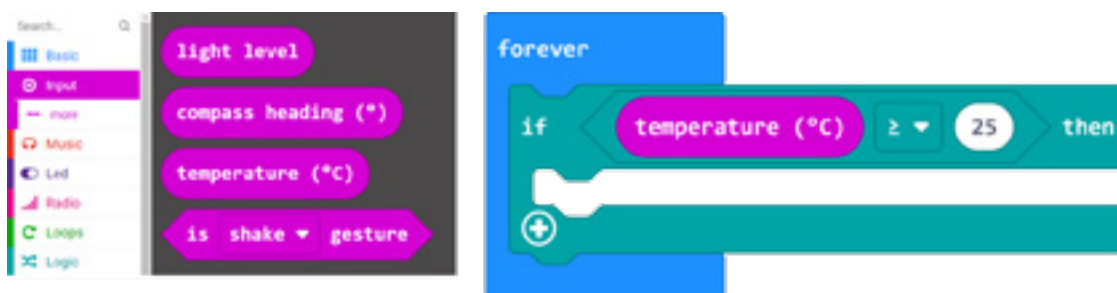 Search...
Basic
Input
more
Music
Led
Radio
Loops
Logic
light level
compass heading (°)
temperature (°C)
is shake gesture
forever
if temperature (°C) ≥ 25 then